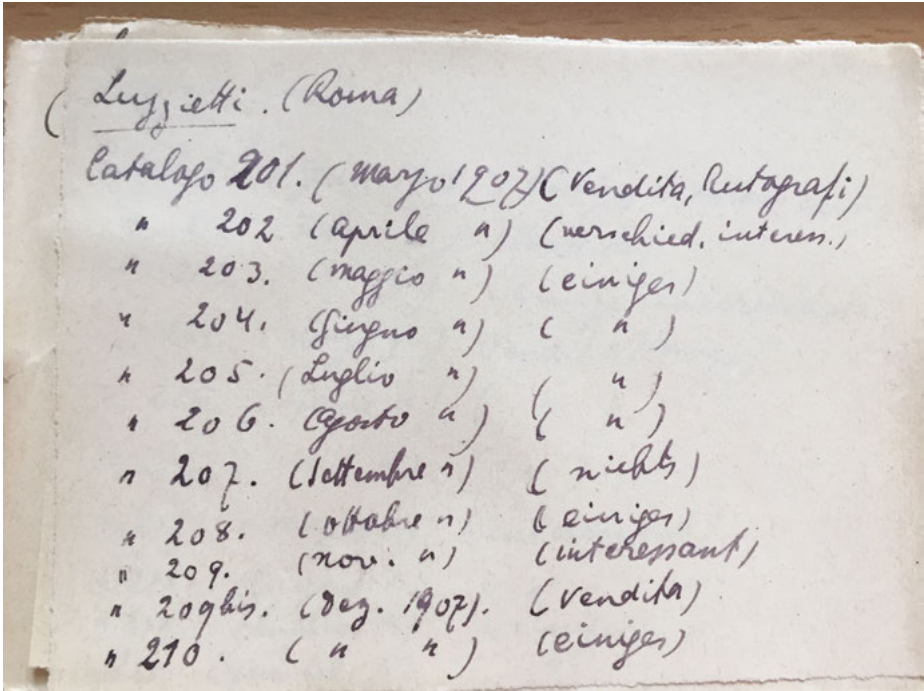 ( Luzzietti. (Roma)
Catalogo 201. (marzo 1907) (Vendita, Autografi)
" 202 (aprile ") (verschied. interess.)
" 203. (maggio ") (einiges)
" 204. (Giugno ") ( " )
" 205. (Luglio ") ( " )
" 206. Agosto ") ( " )
" 207. (Settembre ") (nichts)
" 208. (ottobre ") (einiges)
" 209. (nov. ") (interessant)
" 209bis. (Dez. 1907). (Vendita)
" 210. ( " " ) (einiges)